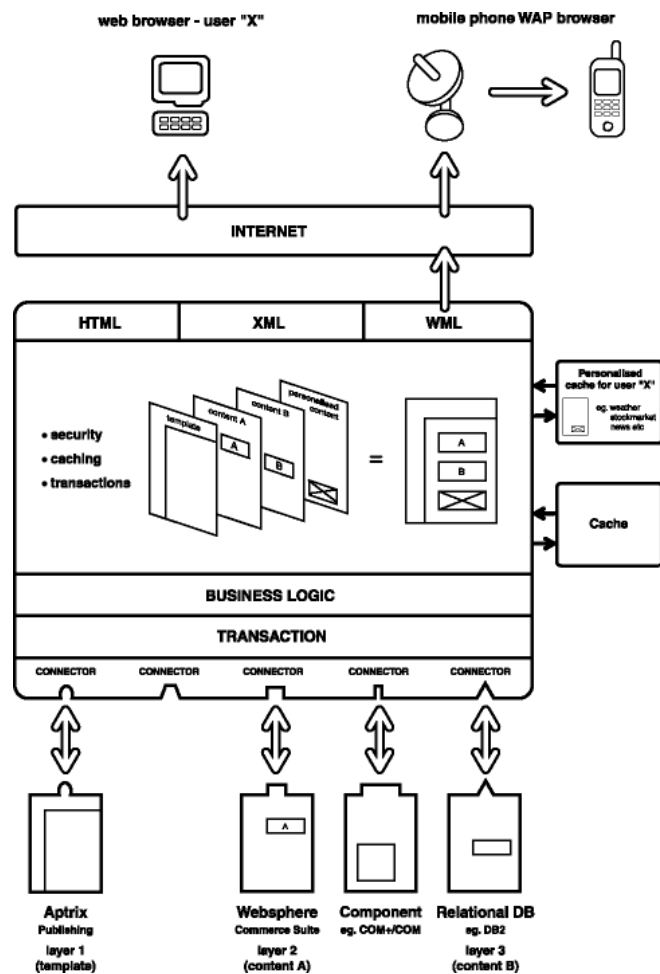 web browser - user "X"
mobile phone WAP browser
INTERNET
HTML
XML
WML
• security
• caching
• transactions
template
content A
content B
personalised
content
A
B
=
A
B
Personalised
cache for user "X"
eg. weather
stockmarket
news etc
Cache
BUSINESS LOGIC
TRANSACTION
CONNECTOR
CONNECTOR
CONNECTOR
CONNECTOR
CONNECTOR
A
Aptrix
Publishing
layer 1
(template)
Websphere
Commerce Suite
layer 2
(content A)
Component
eg. COM+/COM
Relational DB
eg. DB2
layer 3
(content B)